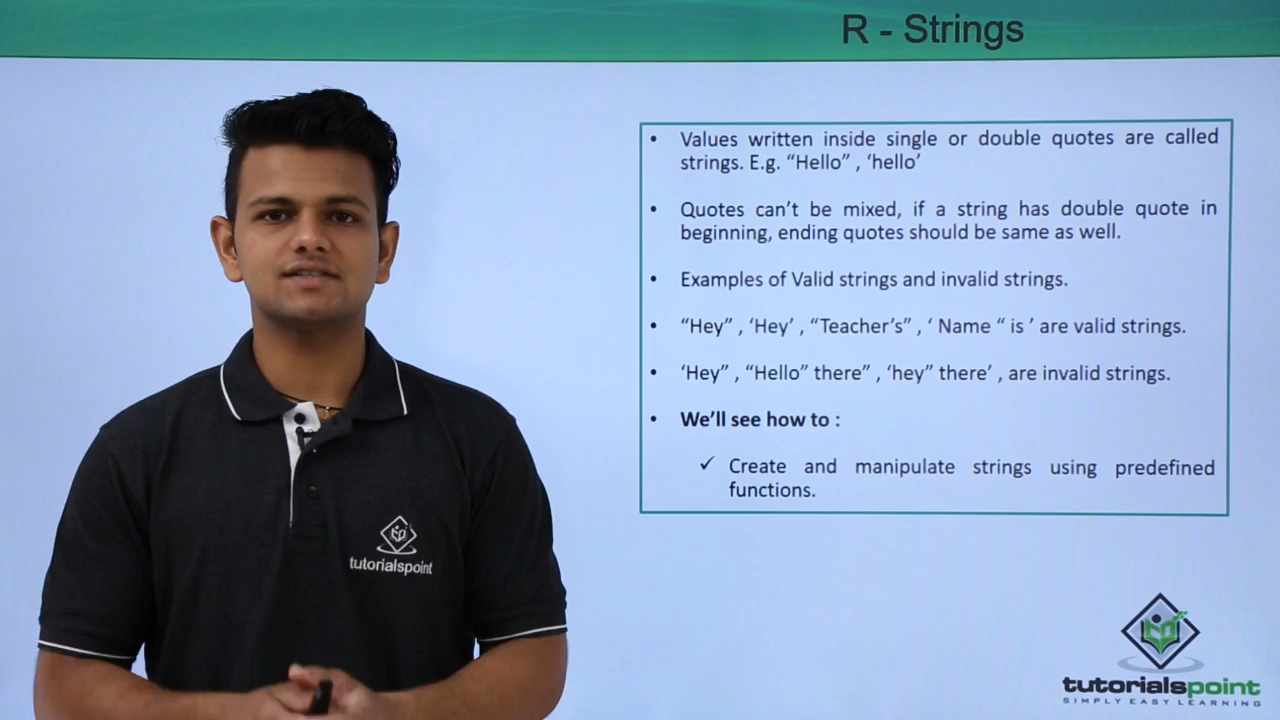 R - Strings
• Values written inside single or double quotes are called
strings. E.g. “Hello” , ‘hello’
• Quotes can’t be mixed, if a string has double quote in
beginning, ending quotes should be same as well.
• Examples of Valid strings and invalid strings.
• “Hey” , ‘Hey’ , “Teacher’s” , ‘ Name “ is ’ are valid strings.
• ‘Hey” , “Hello” there” , ‘hey” there’ , are invalid strings.
• We’ll see how to :
✓ Create and manipulate strings using predefined
functions.
tutorialspoint
tutorialspoint
SIMPLY EASY LEARNING